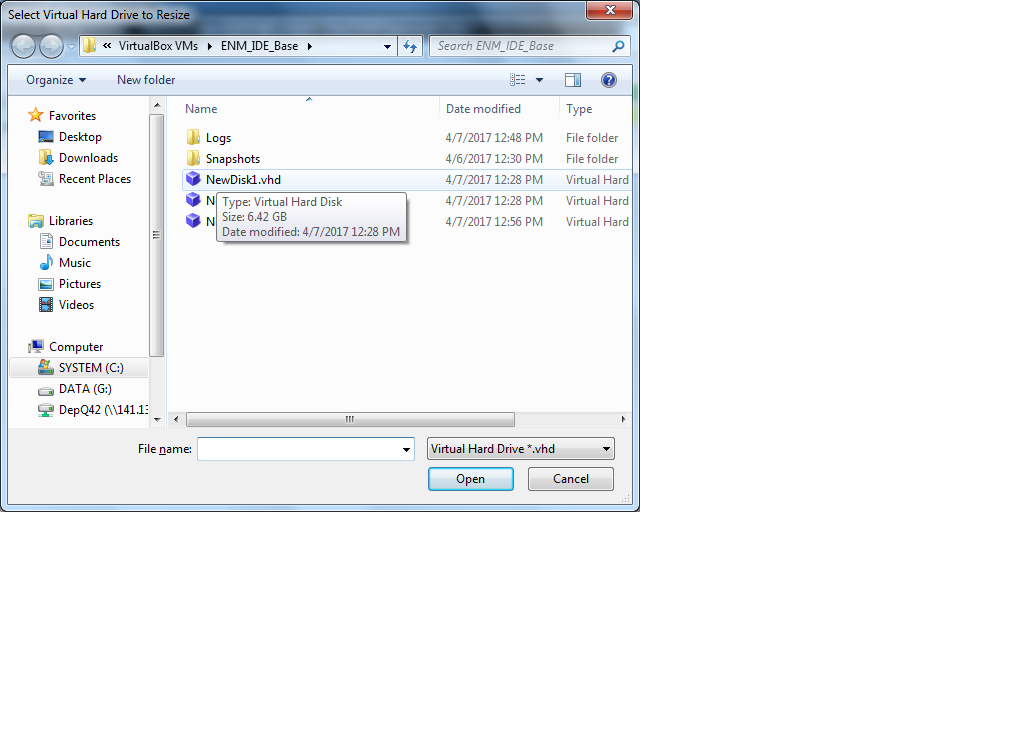 Select Virtual Hard Drive to Resize
« VirtualBox VMs ▸ ENM_IDE_Base ▸
Search ENM_IDE_Base
Organize
New folder
Name Date modified Type
Favorites
Desktop
Downloads
Recent Places
Libraries
Documents
Music
Pictures
Videos
Computer
SYSTEM (C:)
DATA (G:)
DepQ42 (\\141.13
Logs 4/7/2017 12:48 PM File folder
Snapshots 4/6/2017 12:30 PM File folder
NewDisk1.vhd 4/7/2017 12:28 PM Virtual Hard
N 4/7/2017 12:28 PM Virtual Hard
N 4/7/2017 12:56 PM Virtual Hard
Type: Virtual Hard Disk
Size: 6.42 GB
Date modified: 4/7/2017 12:28 PM
File name:
Virtual Hard Drive *.vhd
Open
Cancel